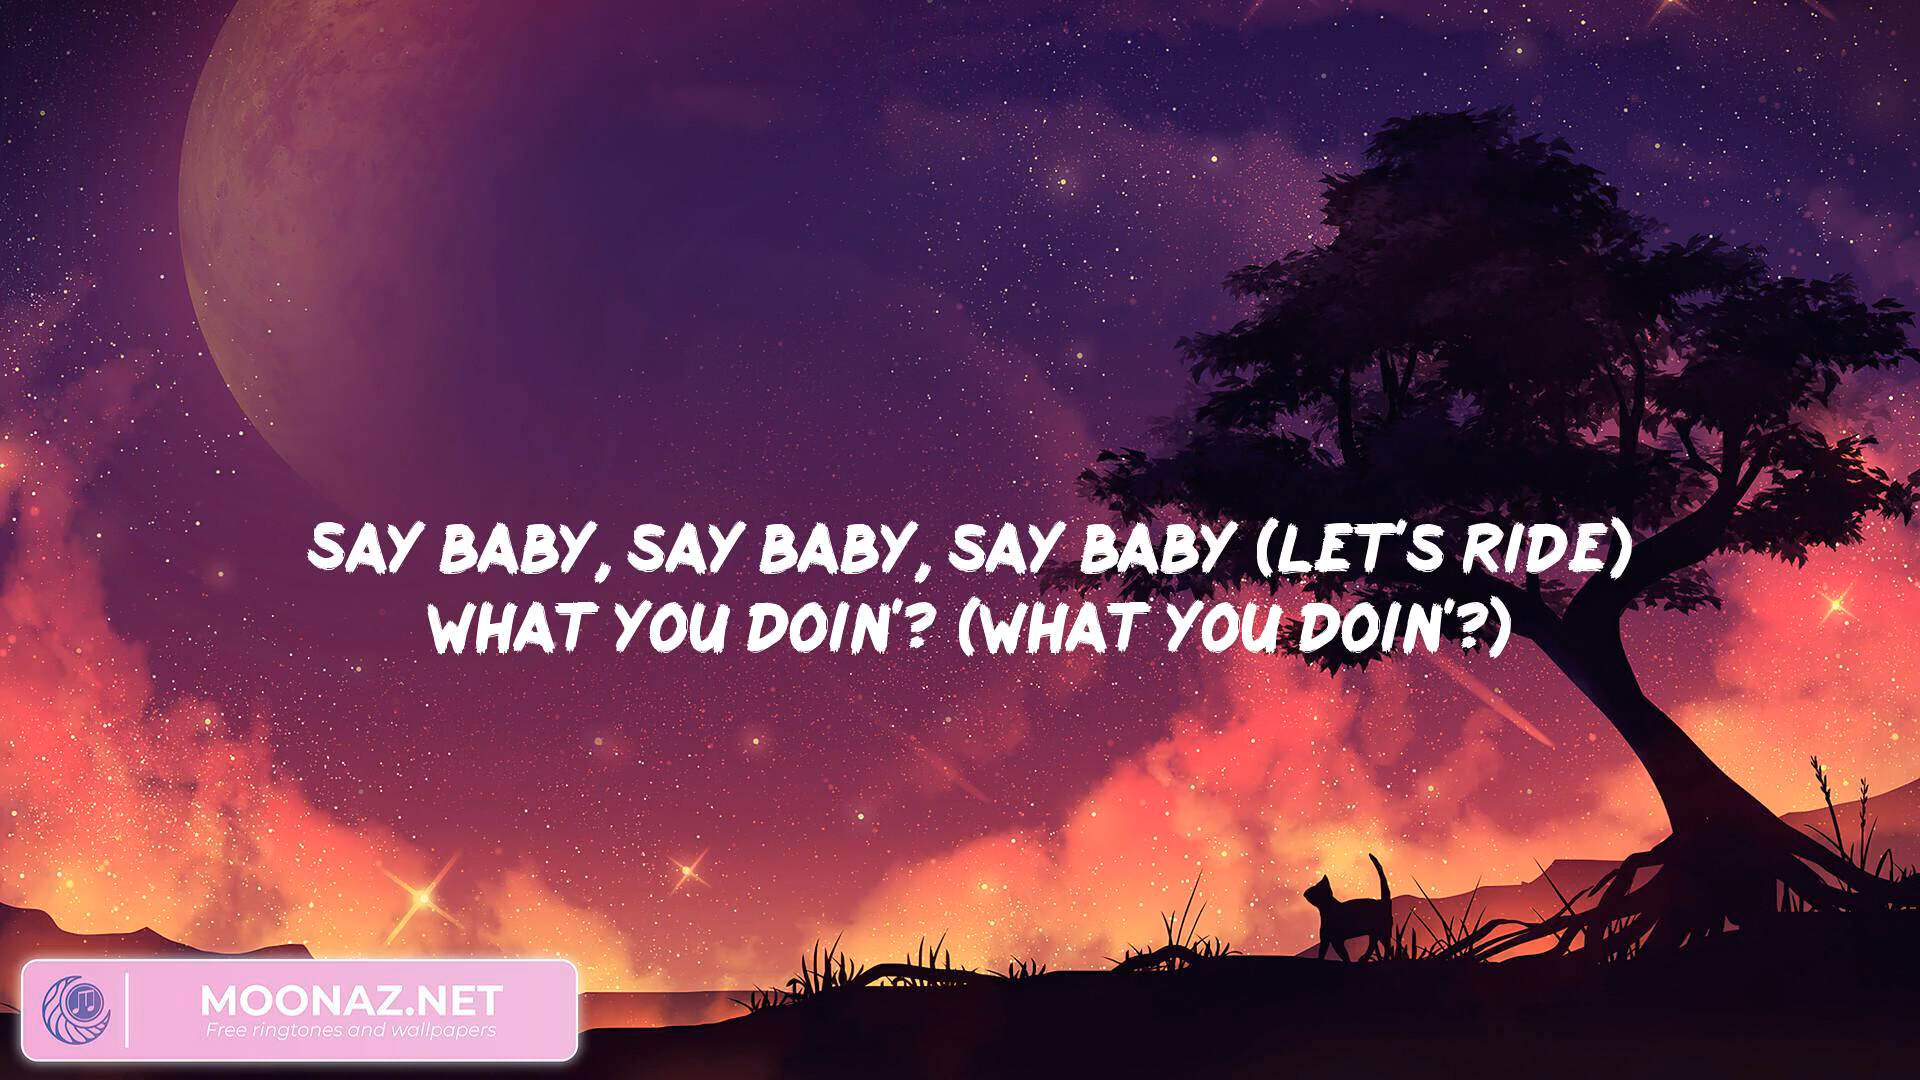 SAY BABY, SAY BABY, SAY BABY (LET'S RIDE)
WHAT YOU DOIN'? (WHAT YOU DOIN'?)
MOONAZ.NET
Free ringtones and wallpapers